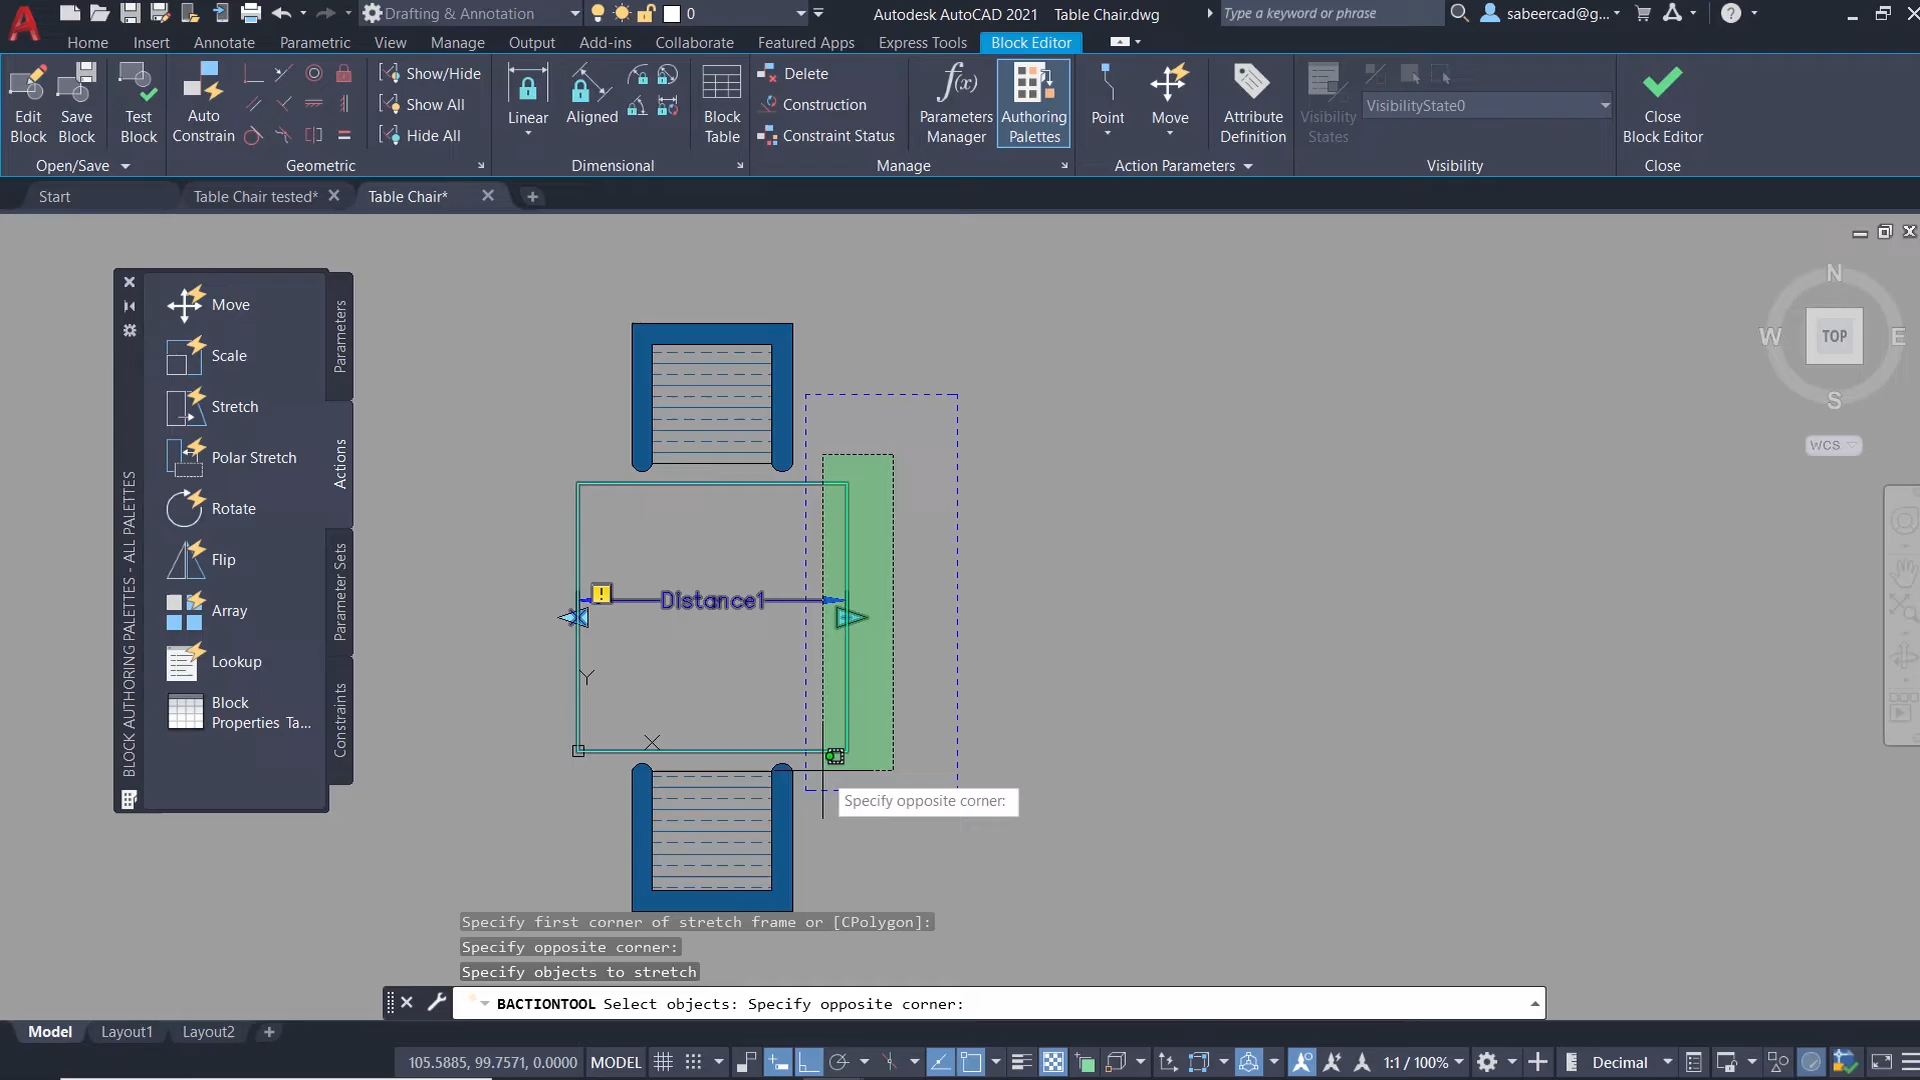 Drafting & Annotation
0
Autodesk AutoCAD 2021 Table Chair.dwg
Type a keyword or phrase
sabeercad@g...
Home Insert Annotate Parametric View Manage Output Add-ins Collaborate Featured Apps Express Tools Block Editor
Edit Block
Save Block
Test Block
Auto Constrain
Show/Hide
Show All
Hide All
Linear
Aligned
Block Table
Delete
Construction
Constraint Status
Parameters Manager
Authoring Palettes
Point
Move
Attribute Definition
Visibility States
VisibilityState0
Close Block Editor
Open/Save Geometric Dimensional Manage Action Parameters Visibility Close
Start Table Chair tested* Table Chair*
Move
Scale
Stretch
Polar Stretch
Rotate
Flip
Array
Lookup
Block
Properties Ta...
Parameters
Actions
Parameter Sets
Constraints
BLOCK AUTHORING PALETTES - ALL PALETTES
N
W TOP E
S
WCS
!
Distance1
Y
X
Specify opposite corner:
Specify first corner of stretch frame or [CPolygon]:
Specify opposite corner:
Specify objects to stretch
BACTIONTOOL Select objects: Specify opposite corner:
Model Layout1 Layout2
105.5885, 99.7571, 0.0000 MODEL 1:1 / 100% Decimal